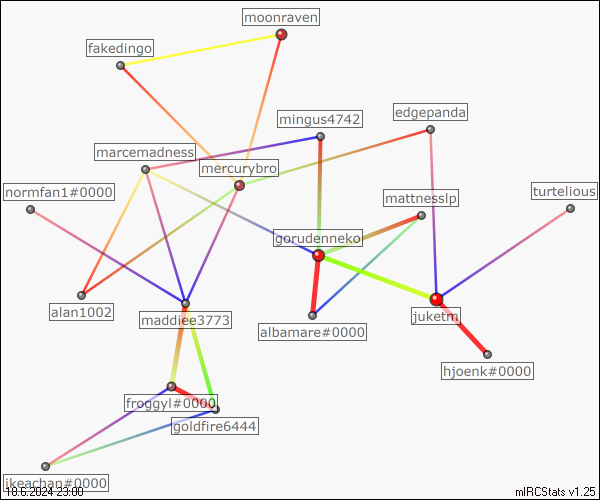 moonraven
fakedingo
edgepanda
mingus4742
marcemadness
mercurybro
normfan1#0000
mattnesslp
turtelious
gorudenneko
alan1002
maddiee3773
albamare#0000
juketm
hjoenk#0000
froggyl#0000
goldfire6444
ikeachan#0000
18.6.2024 23:00
mIRCStats v1.25